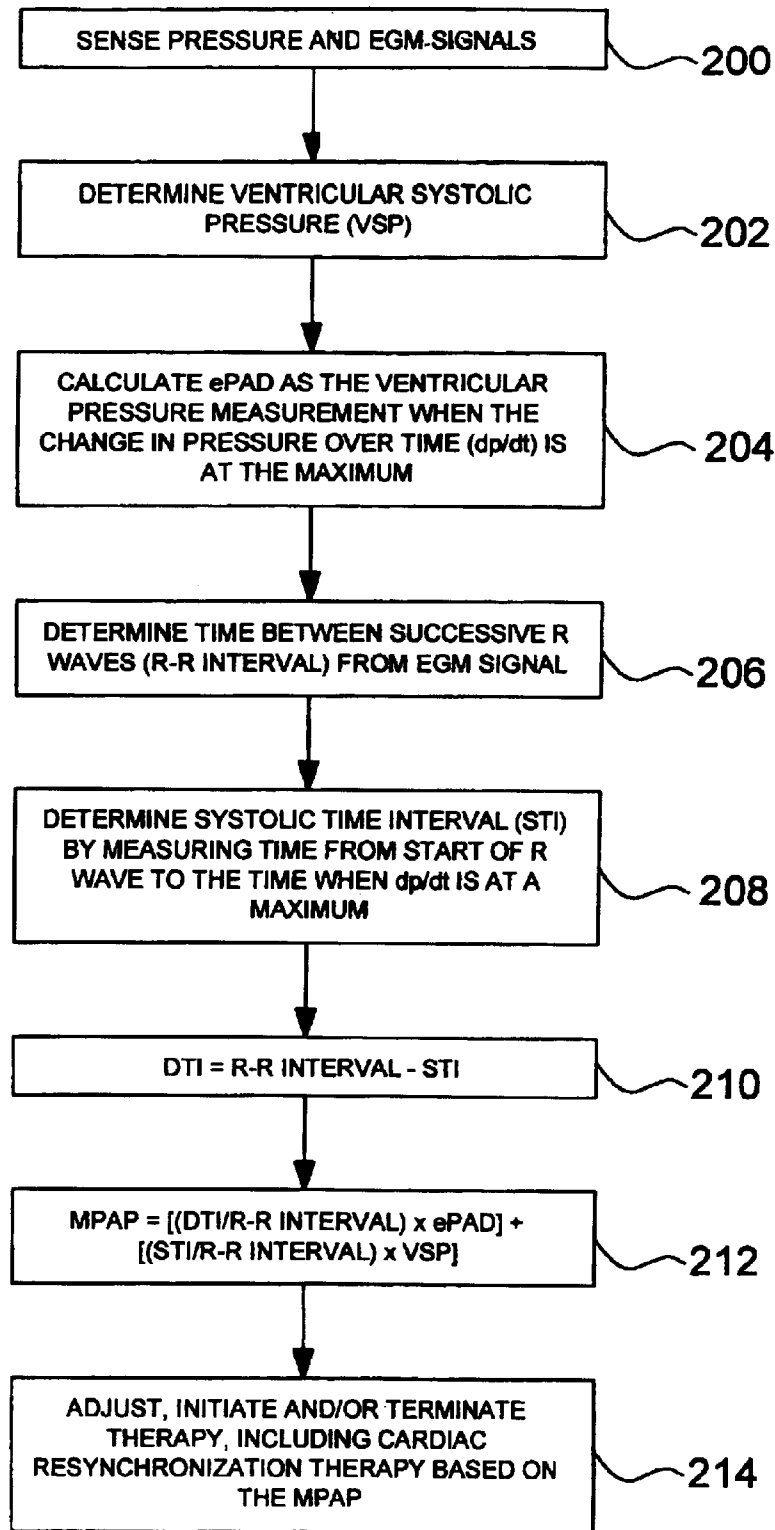 SENSE PRESSURE AND EGM-SIGNALS
200
DETERMINE VENTRICULAR SYSTOLIC
PRESSURE (VSP)
202
CALCULATE ePAD AS THE VENTRICULAR
PRESSURE MEASUREMENT WHEN THE
CHANGE IN PRESSURE OVER TIME (dp/dt) IS
AT THE MAXIMUM
204
DETERMINE TIME BETWEEN SUCCESSIVE R
WAVES (R-R INTERVAL) FROM EGM SIGNAL
206
DETERMINE SYSTOLIC TIME INTERVAL (STI)
BY MEASURING TIME FROM START OF R
WAVE TO THE TIME WHEN dp/dt IS AT A
MAXIMUM
208
DTI = R-R INTERVAL - STI
210
MPAP = [(DTI/R-R INTERVAL) x ePAD] +
[(STI/R-R INTERVAL) x VSP]
212
ADJUST, INITIATE AND/OR TERMINATE
THERAPY, INCLUDING CARDIAC
RESYNCHRONIZATION THERAPY BASED ON
THE MPAP
214